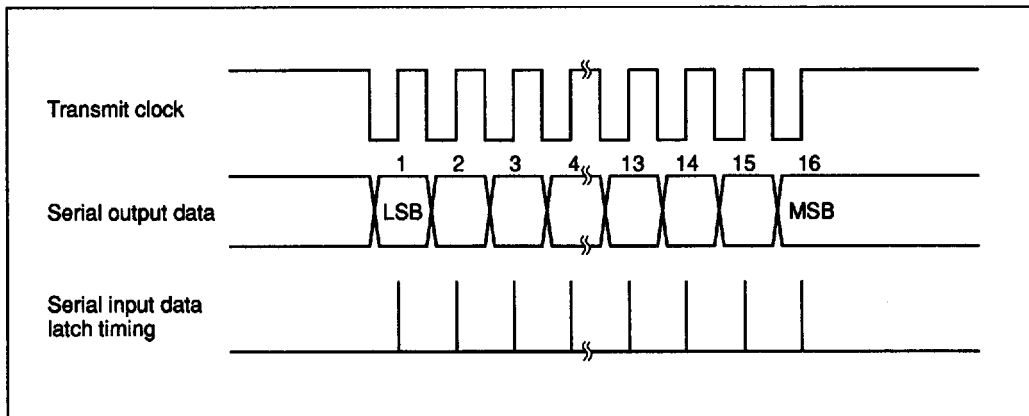 Transmit clock
1 2 3 4 13 14 15 16
Serial output data
LSB
MSB
Serial input data
latch timing